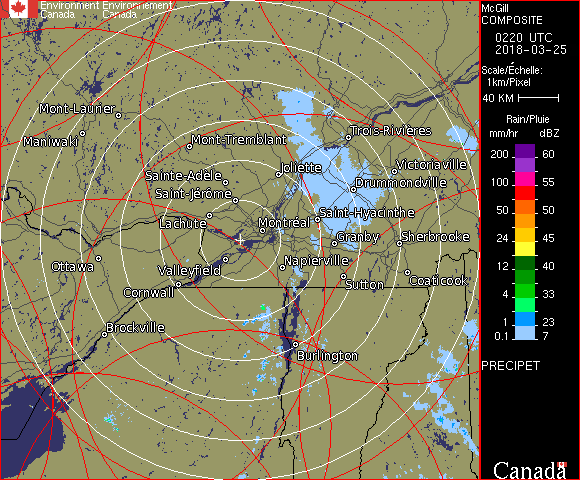 Environment Environnement
Canada Canada
McGill
COMPOSITE
0220 UTC
2018-03-25
Scale/Échelle:
1km/Pixel
40 KM
Rain/Pluie
mm/hr dBZ
200 60
100 55
50 50
24 45
12 40
4 33
1 23
0.1 7
PRECIPET
Canada
Mont-Laurier
Maniwaki
Mont-Tremblant
Trois-Rivières
Joliette
Victoriaville
Sainte-Adèle
Drummondville
Saint-Jérôme
Saint-Hyacinthe
Lachute
Montréal
Granby
Sherbrooke
Ottawa
Napierville
Valleyfield
Coaticook
Sutton
Cornwall
Brockville
Burlington